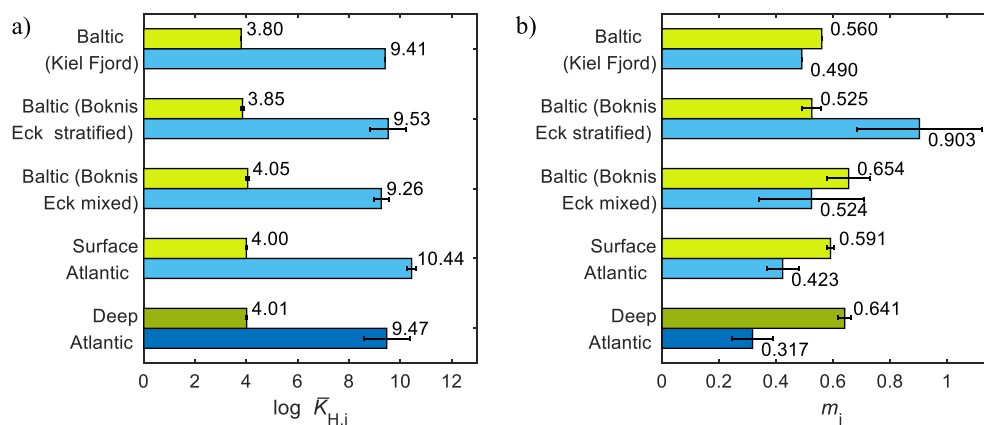 a)
Baltic
(Kiel Fjord)
3.80
9.41
Baltic (Boknis
Eck stratified)
3.85
9.53
Baltic (Boknis
Eck mixed)
4.05
9.26
Surface
Atlantic
4.00
10.44
Deep
Atlantic
4.01
9.47
0 2 4 6 8 10 12
log K̅H,i
b)
Baltic
(Kiel Fjord)
0.560
0.490
Baltic (Boknis
Eck stratified)
0.525
0.903
Baltic (Boknis
Eck mixed)
0.654
0.524
Surface
Atlantic
0.591
0.423
Deep
Atlantic
0.641
0.317
0 0.2 0.4 0.6 0.8 1
mi